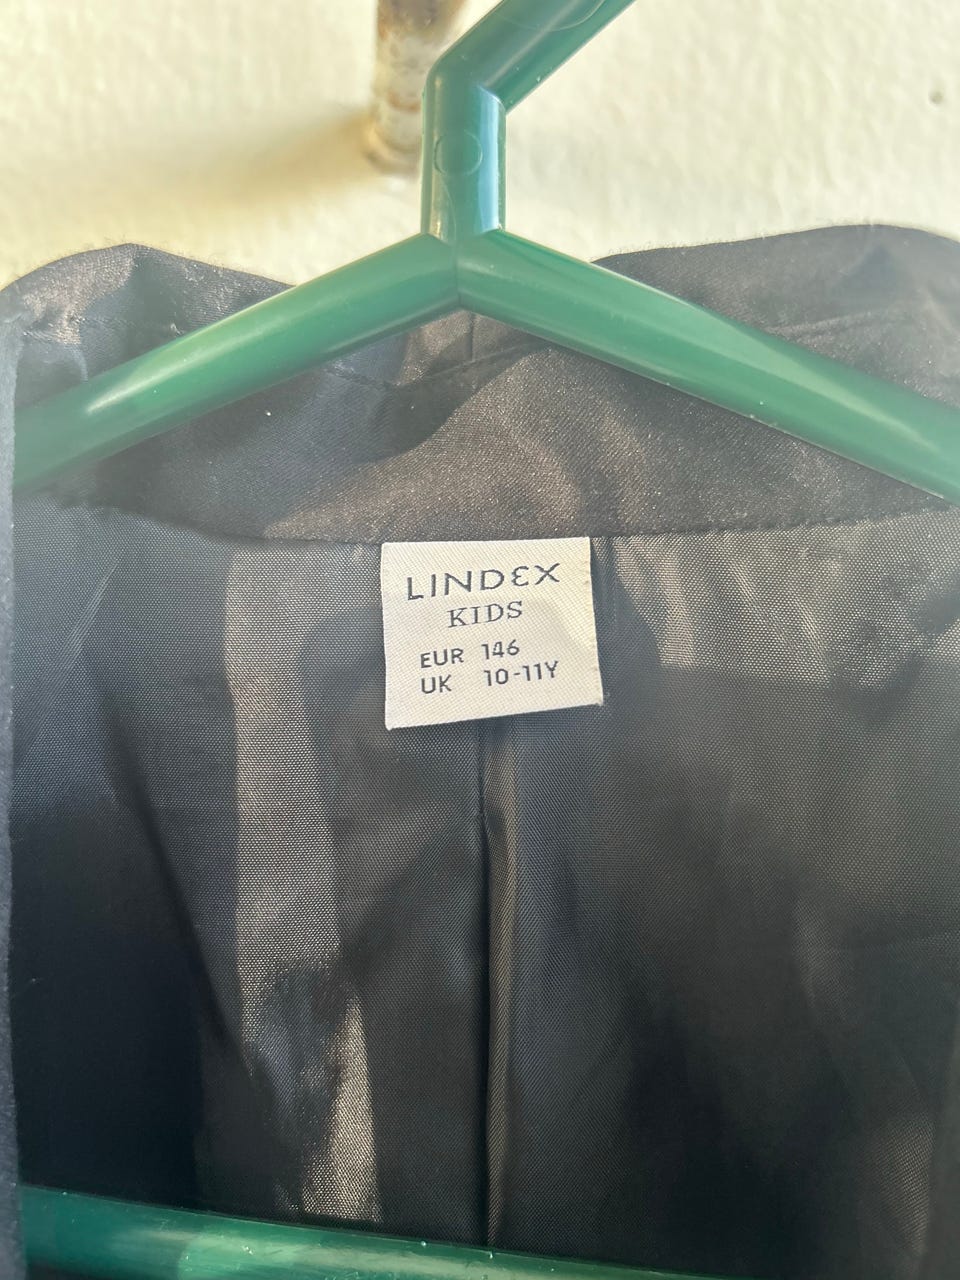 LINDEX
KIDS
EUR 146
UK 10-11Y